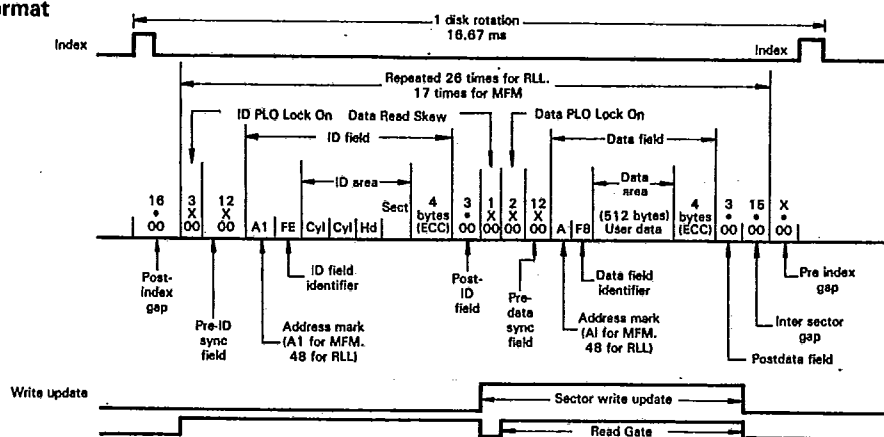 ormat
1 disk rotation
16.67 ms
Index
Index
Repeated 26 times for RLL.
17 times for MFM
ID PLO Lock On
Data Read Skew
Data PLO Lock On
ID field
Data field
ID area
Data
area
16
•
00
3
X
00
12
X
00
A1
FE
Cyl
Cyl
Hd
Sect
4
bytes
(ECC)
3
•
00
1
X
00
2
X
00
12
X
00
A
F8
(512 bytes)
User data
4
bytes
(ECC)
3
•
00
15
•
00
X
•
00
Post-
index
gap
Pre-ID
sync
field
ID field
identifier
Address mark
(A1 for MFM.
48 for RLL)
Post-
ID
field
Pre-
data
sync
field
Data field
identifier
Address mark
(AI for MFM.
48 for RLL)
Pre index
gap
Inter sector
gap
Postdata field
Write update
Sector write update
Read Gate